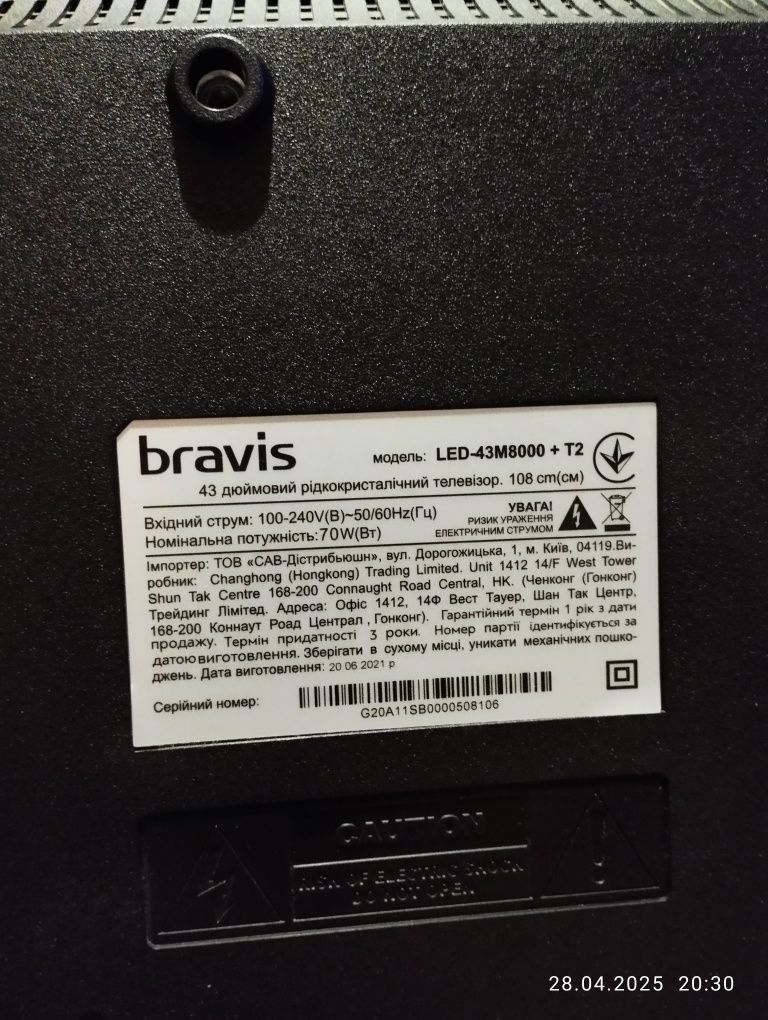 bravis
модель: LED-43M8000 + T2
43 дюймовий рідкокристалічний телевізор. 108 cm(см)
Вхідний струм: 100-240V(В)~50/60Hz(Гц)
Номінальна потужність:70W(Вт)
УВАГА!
РИЗИК УРАЖЕННЯ
ЕЛЕКТРИЧНИМ СТРУМОМ
Імпортер: ТОВ «САВ-Дістрибьюшн», вул. Дорогожицька, 1, м. Київ, 04119.Ви-
робник: Changhong (Hongkong) Trading Limited. Unit 1412 14/F West Tower
Shun Tak Centre 168-200 Connaught Road Central, HK. (Ченконг (Гонконг)
Трейдинг Лімітед. Адреса: Офіс 1412, 14Ф Вест Тауер, Шан Так Центр,
168-200 Коннаут Роад Централ , Гонконг). Гарантійний термін 1 рік з дати
продажу. Термін придатності 3 роки. Номер партії ідентифікується за
датою виготовлення. Зберігати в сухому місці, уникати механічних пошко-
джень. Дата виготовлення: 20 06 2021 р
Серійний номер:
G20A11SB0000508106
CAUTION
RISK OF ELECTRIC SHOCK
DO NOT OPEN
28.04.2025 20:30